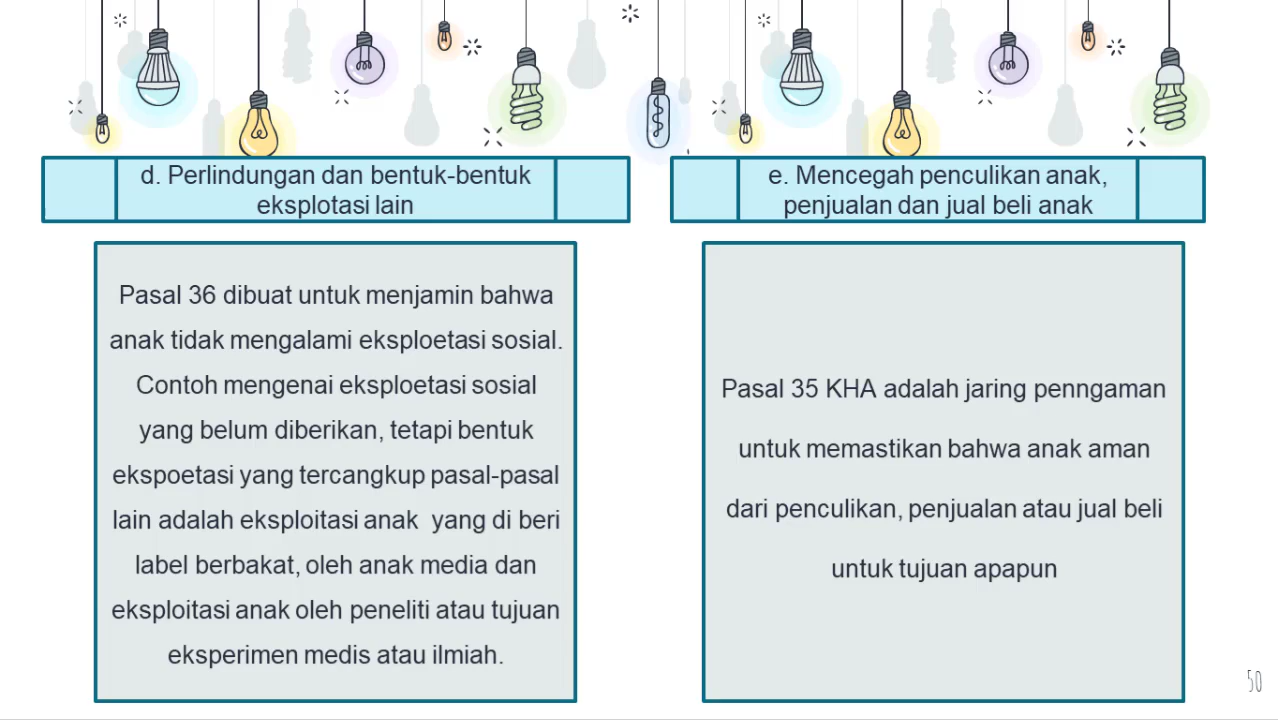 d. Perlindungan dan bentuk-bentuk
eksplotasi lain
Pasal 36 dibuat untuk menjamin bahwa
anak tidak mengalami eksploetasi sosial.
Contoh mengenai eksploetasi sosial
yang belum diberikan, tetapi bentuk
ekspoetasi yang tercangkup pasal-pasal
lain adalah eksploitasi anak  yang di beri
label berbakat, oleh anak media dan
eksploitasi anak oleh peneliti atau tujuan
eksperimen medis atau ilmiah.
e. Mencegah penculikan anak,
penjualan dan jual beli anak
Pasal 35 KHA adalah jaring penngaman
untuk memastikan bahwa anak aman
dari penculikan, penjualan atau jual beli
untuk tujuan apapun
50